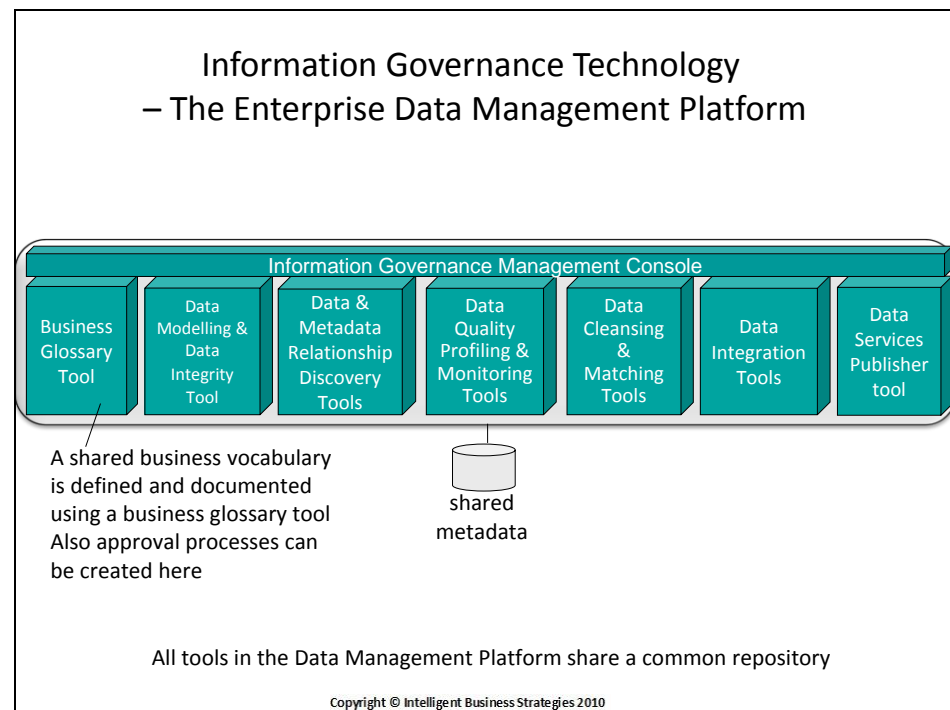 Information Governance Technology
– The Enterprise Data Management Platform
Information Governance Management Console
Business
Glossary
Tool
Data
Modelling &
Data
Integrity
Tool
Data &
Metadata
Relationship
Discovery
Tools
Data
Quality
Profiling &
Monitoring
Tools
Data
Cleansing
&
Matching
Tools
Data
Integration
Tools
Data
Services
Publisher
tool
A shared business vocabulary
is defined and documented
using a business glossary tool
Also approval processes can
be created here
shared
metadata
All tools in the Data Management Platform share a common repository
Copyright © Intelligent Business Strategies 2010